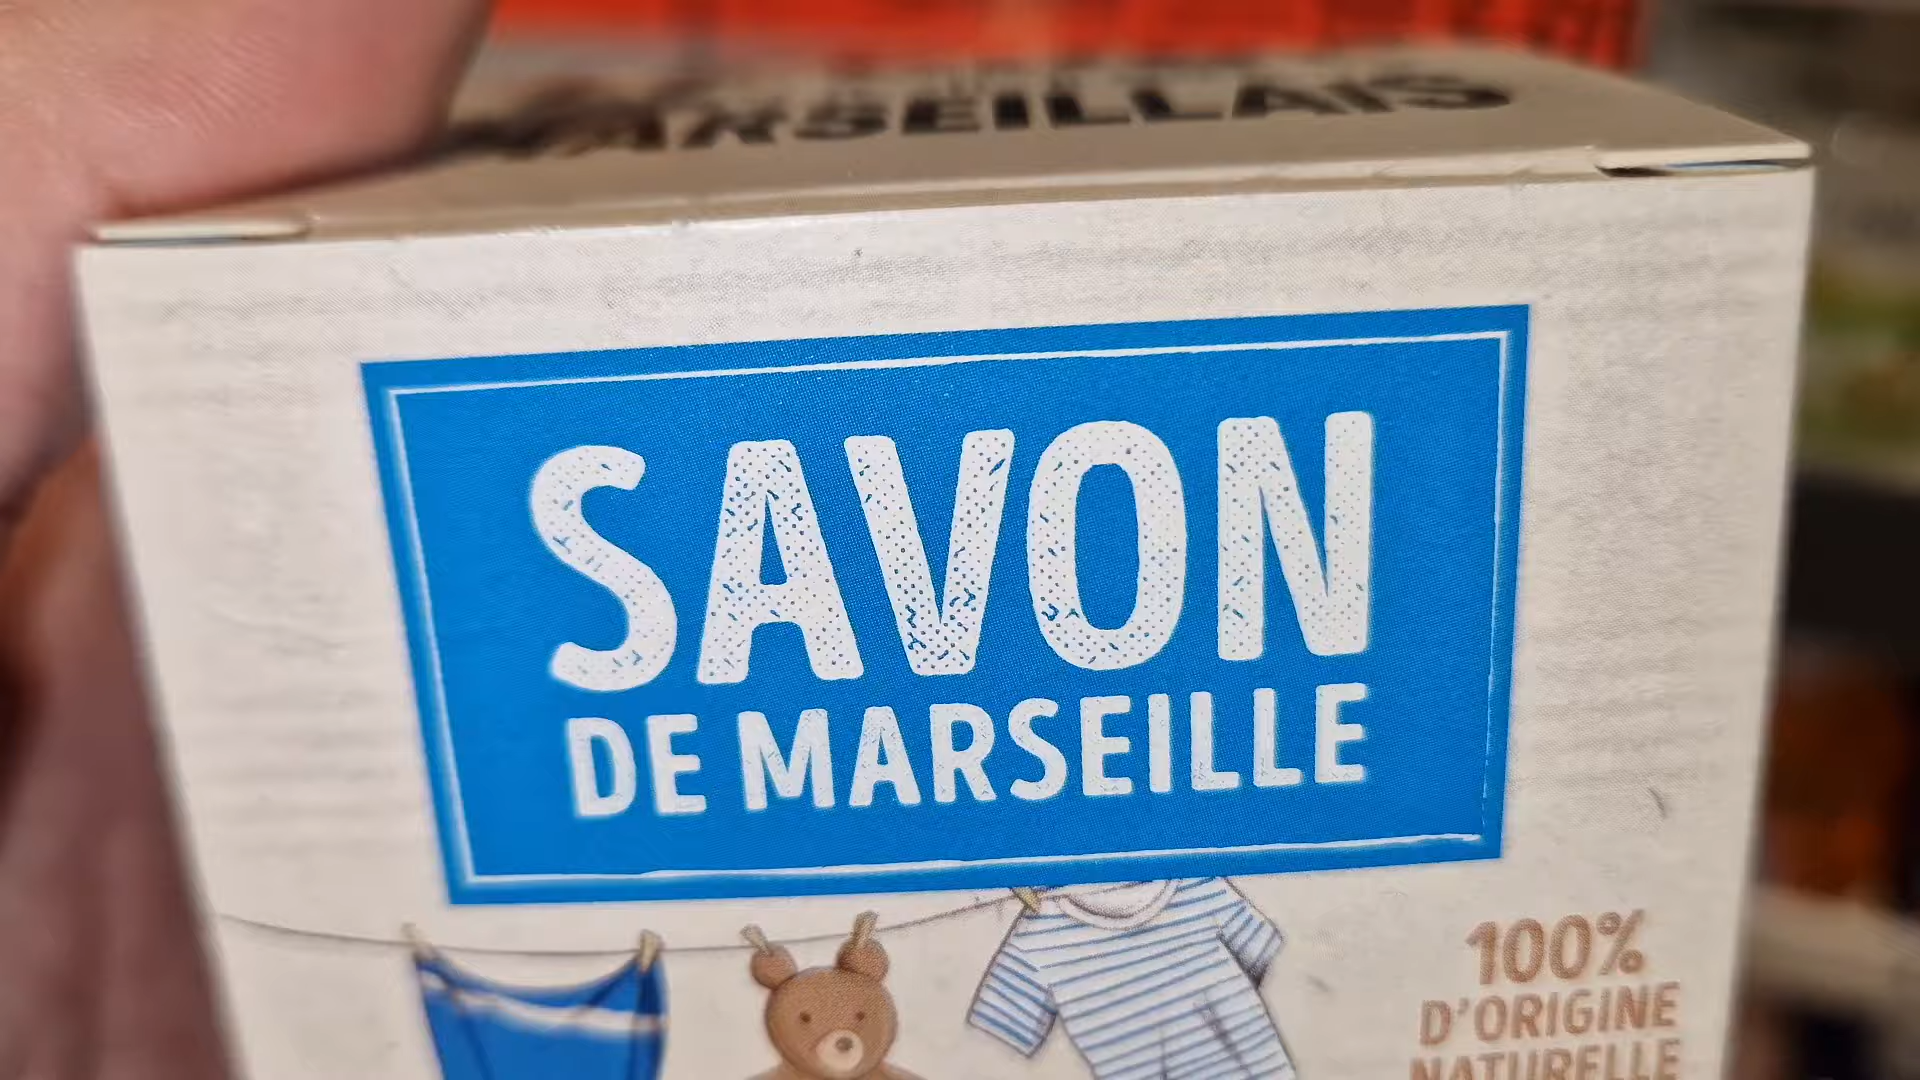 MARSEILLAIS
SAVON
DE MARSEILLE
100%
D'ORIGINE
NATURELLE